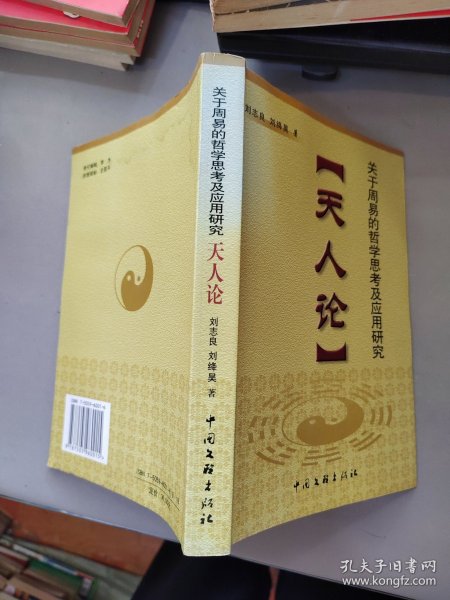 关于周易的哲学思考及应用研究
天人论
刘志良 刘绛昊 著
中国文联出版社
刘志良 刘绛昊 著
【天人论】
关于周易的哲学思考及应用研究
中国文联出版社
孔夫子旧书网
www.kongfz.com